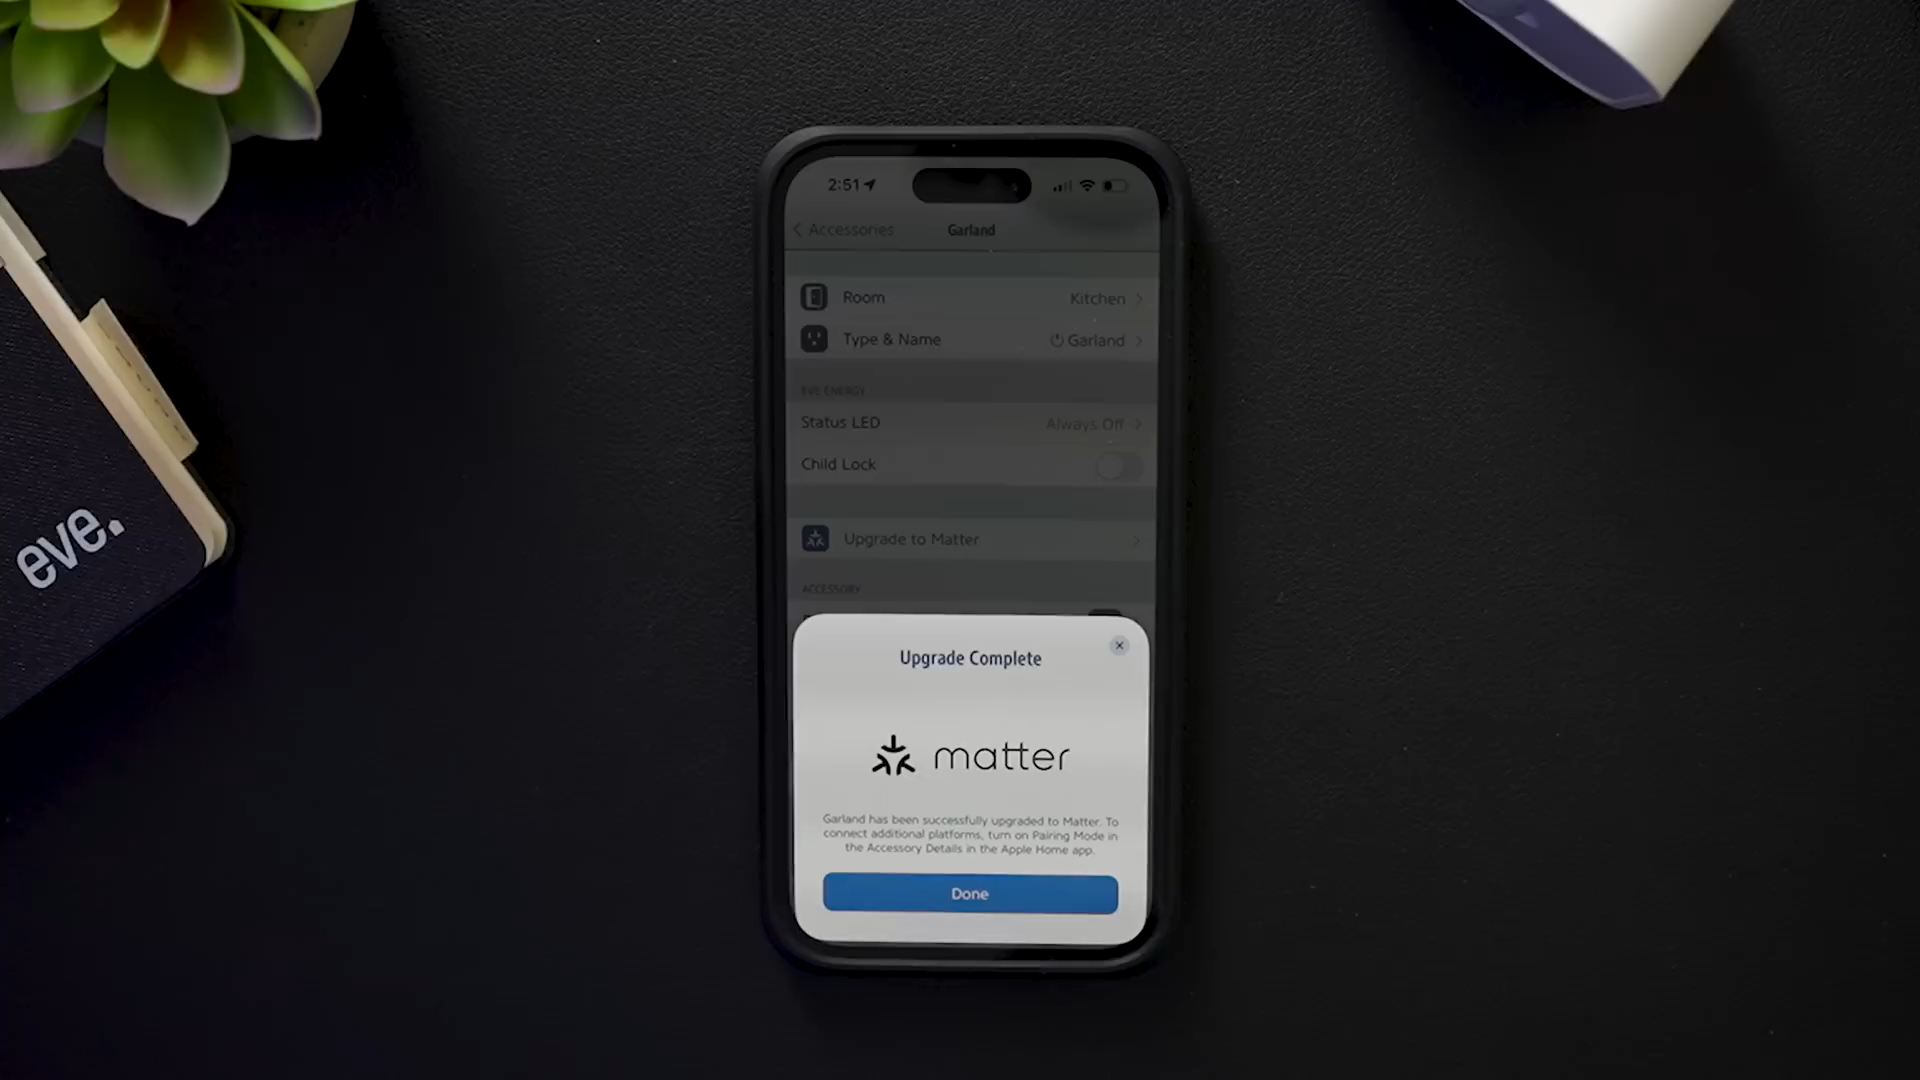 2:51
Accessories
Garland
Room
Kitchen
Type & Name
Garland
EVE ENERGY
Status LED
Always Off
Child Lock
Upgrade to Matter
ACCESSORY
Upgrade Complete
matter
Garland has been successfully upgraded to Matter. To
connect additional platforms, turn on Pairing Mode in
the Accessory Details in the Apple Home app.
Done
eve.